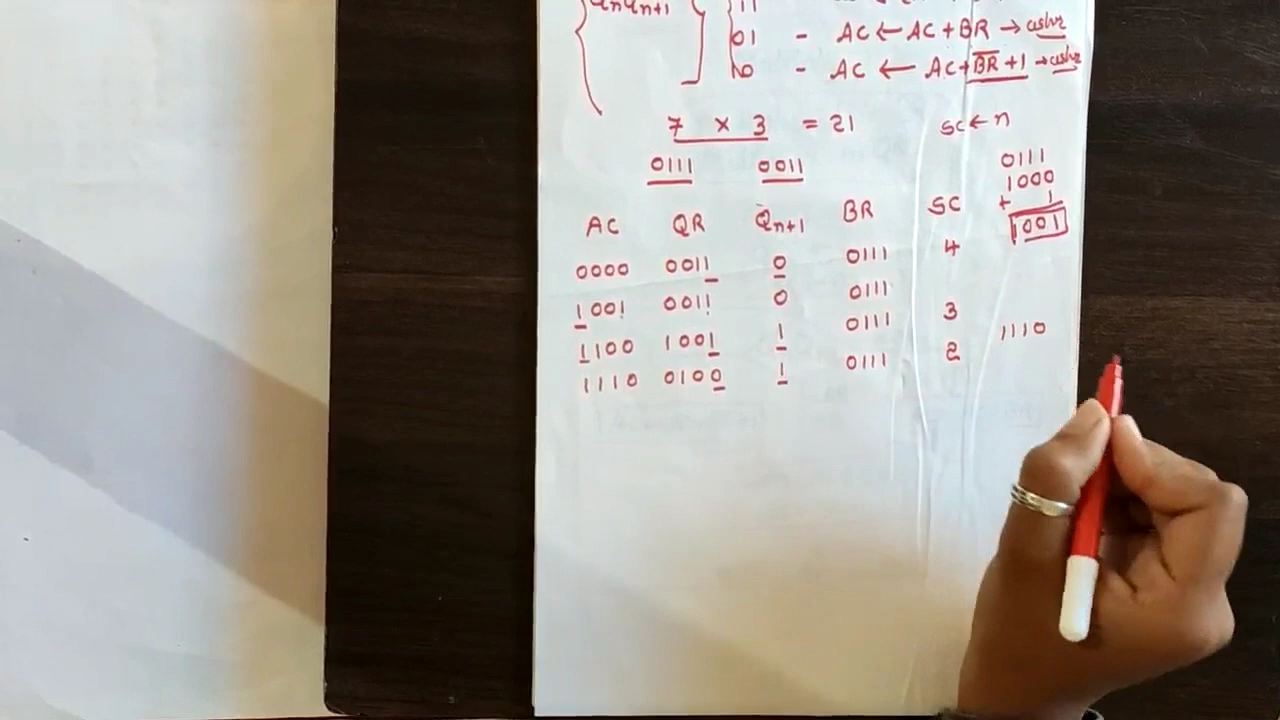 01 - AC ← AC + BR → ashr
10 - AC ← AC + B̅R̅ + 1 → ashr
7 × 3 = 21 SC ← n
0111 0011 0111
1000
+ 1
1001
AC QR Qn+1 BR SC
0000 0011 0 0111 4
1001 0011 0 0111
1100 1001 1 0111 3
1110 0100 1 0111 2 1110